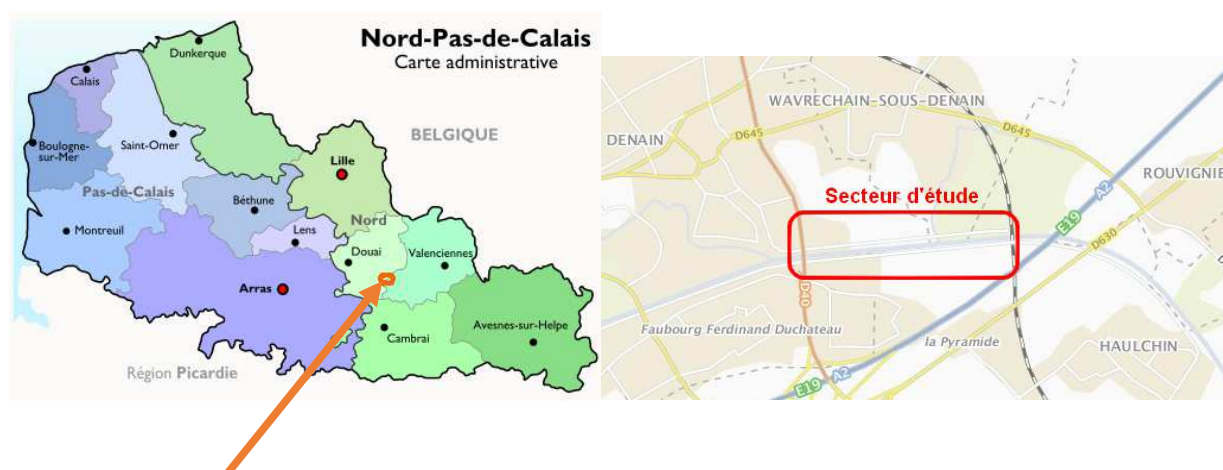 Nord-Pas-de-Calais
Carte administrative
Dunkerque
Calais
BELGIQUE
Boulogne-
sur-Mer
Saint-Omer
Lille
Pas-de-Calais
Béthune
Nord
Montreuil
Lens
Douai
Valenciennes
Arras
Cambrai
Avesnes-sur-Helpe
Région Picardie
WAVRECHAIN-SOUS-DENAIN
DENAIN
D645
D645
A2
ROUVIGNIE
Secteur d'étude
E19
D630
D40
Faubourg Ferdinand Duchateau
la Pyramide
HAULCHIN
E19
A2